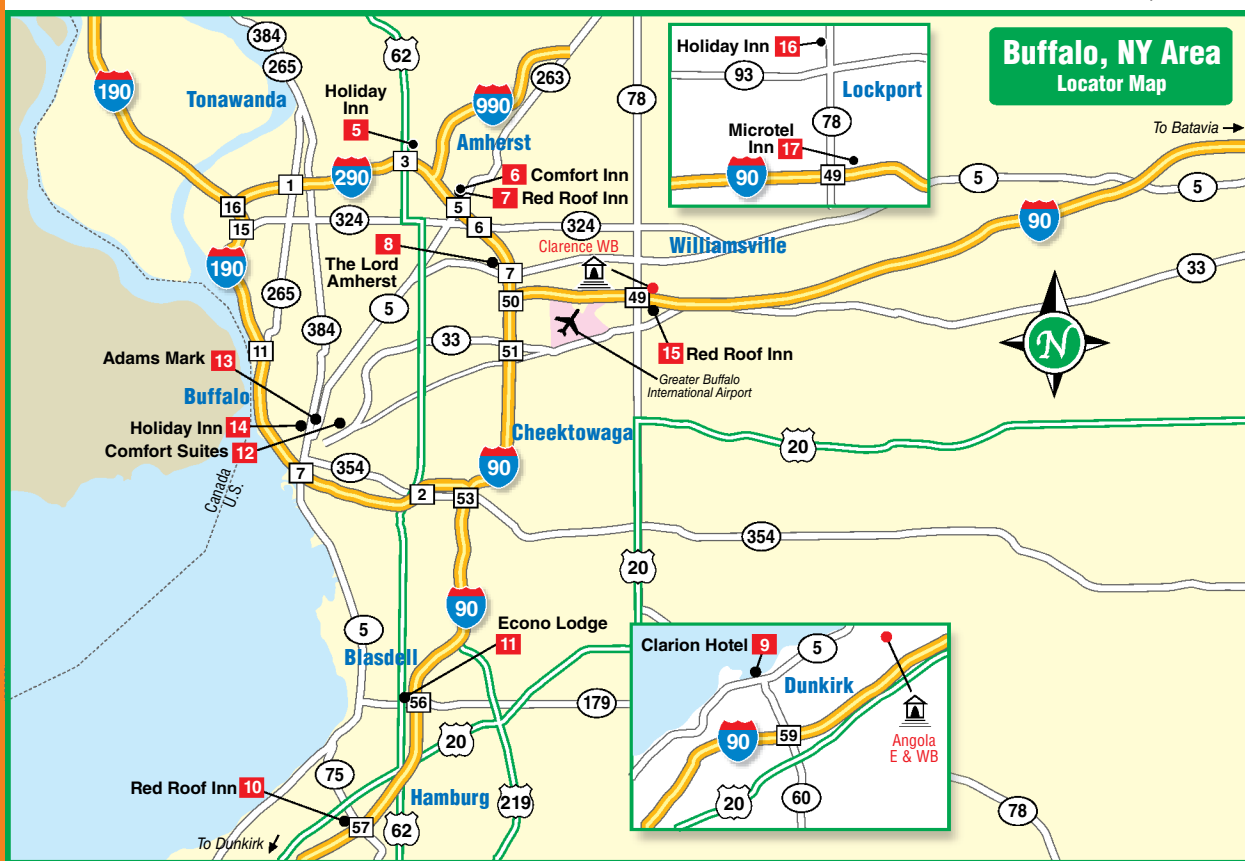 Buffalo, NY Area
Locator Map
384
265
62
263
190
Tonawanda
Holiday
Inn
5
990
Amherst
78
Holiday Inn 16
93
Lockport
78
Microtel
Inn 17
90
49
To Batavia
5
5
3
290
1
6 Comfort Inn
7 Red Roof Inn
16
15
324
5
6
324
90
8
The Lord
Amherst
Clarence WB
Williamsville
7
190
265
384
5
50
49
33
33
51
15 Red Roof Inn
Greater Buffalo
International Airport
N
11
Adams Mark 13
Buffalo
Holiday Inn 14
Comfort Suites 12
Cheektowaga
20
90
7
354
2
53
Canada
U.S.
354
20
90
Econo Lodge
11
5
Blasdell
56
179
20
75
Red Roof Inn 10
57
Hamburg
219
62
To Dunkirk
Clarion Hotel 9
5
Dunkirk
90
59
Angola
E & WB
20
60
78